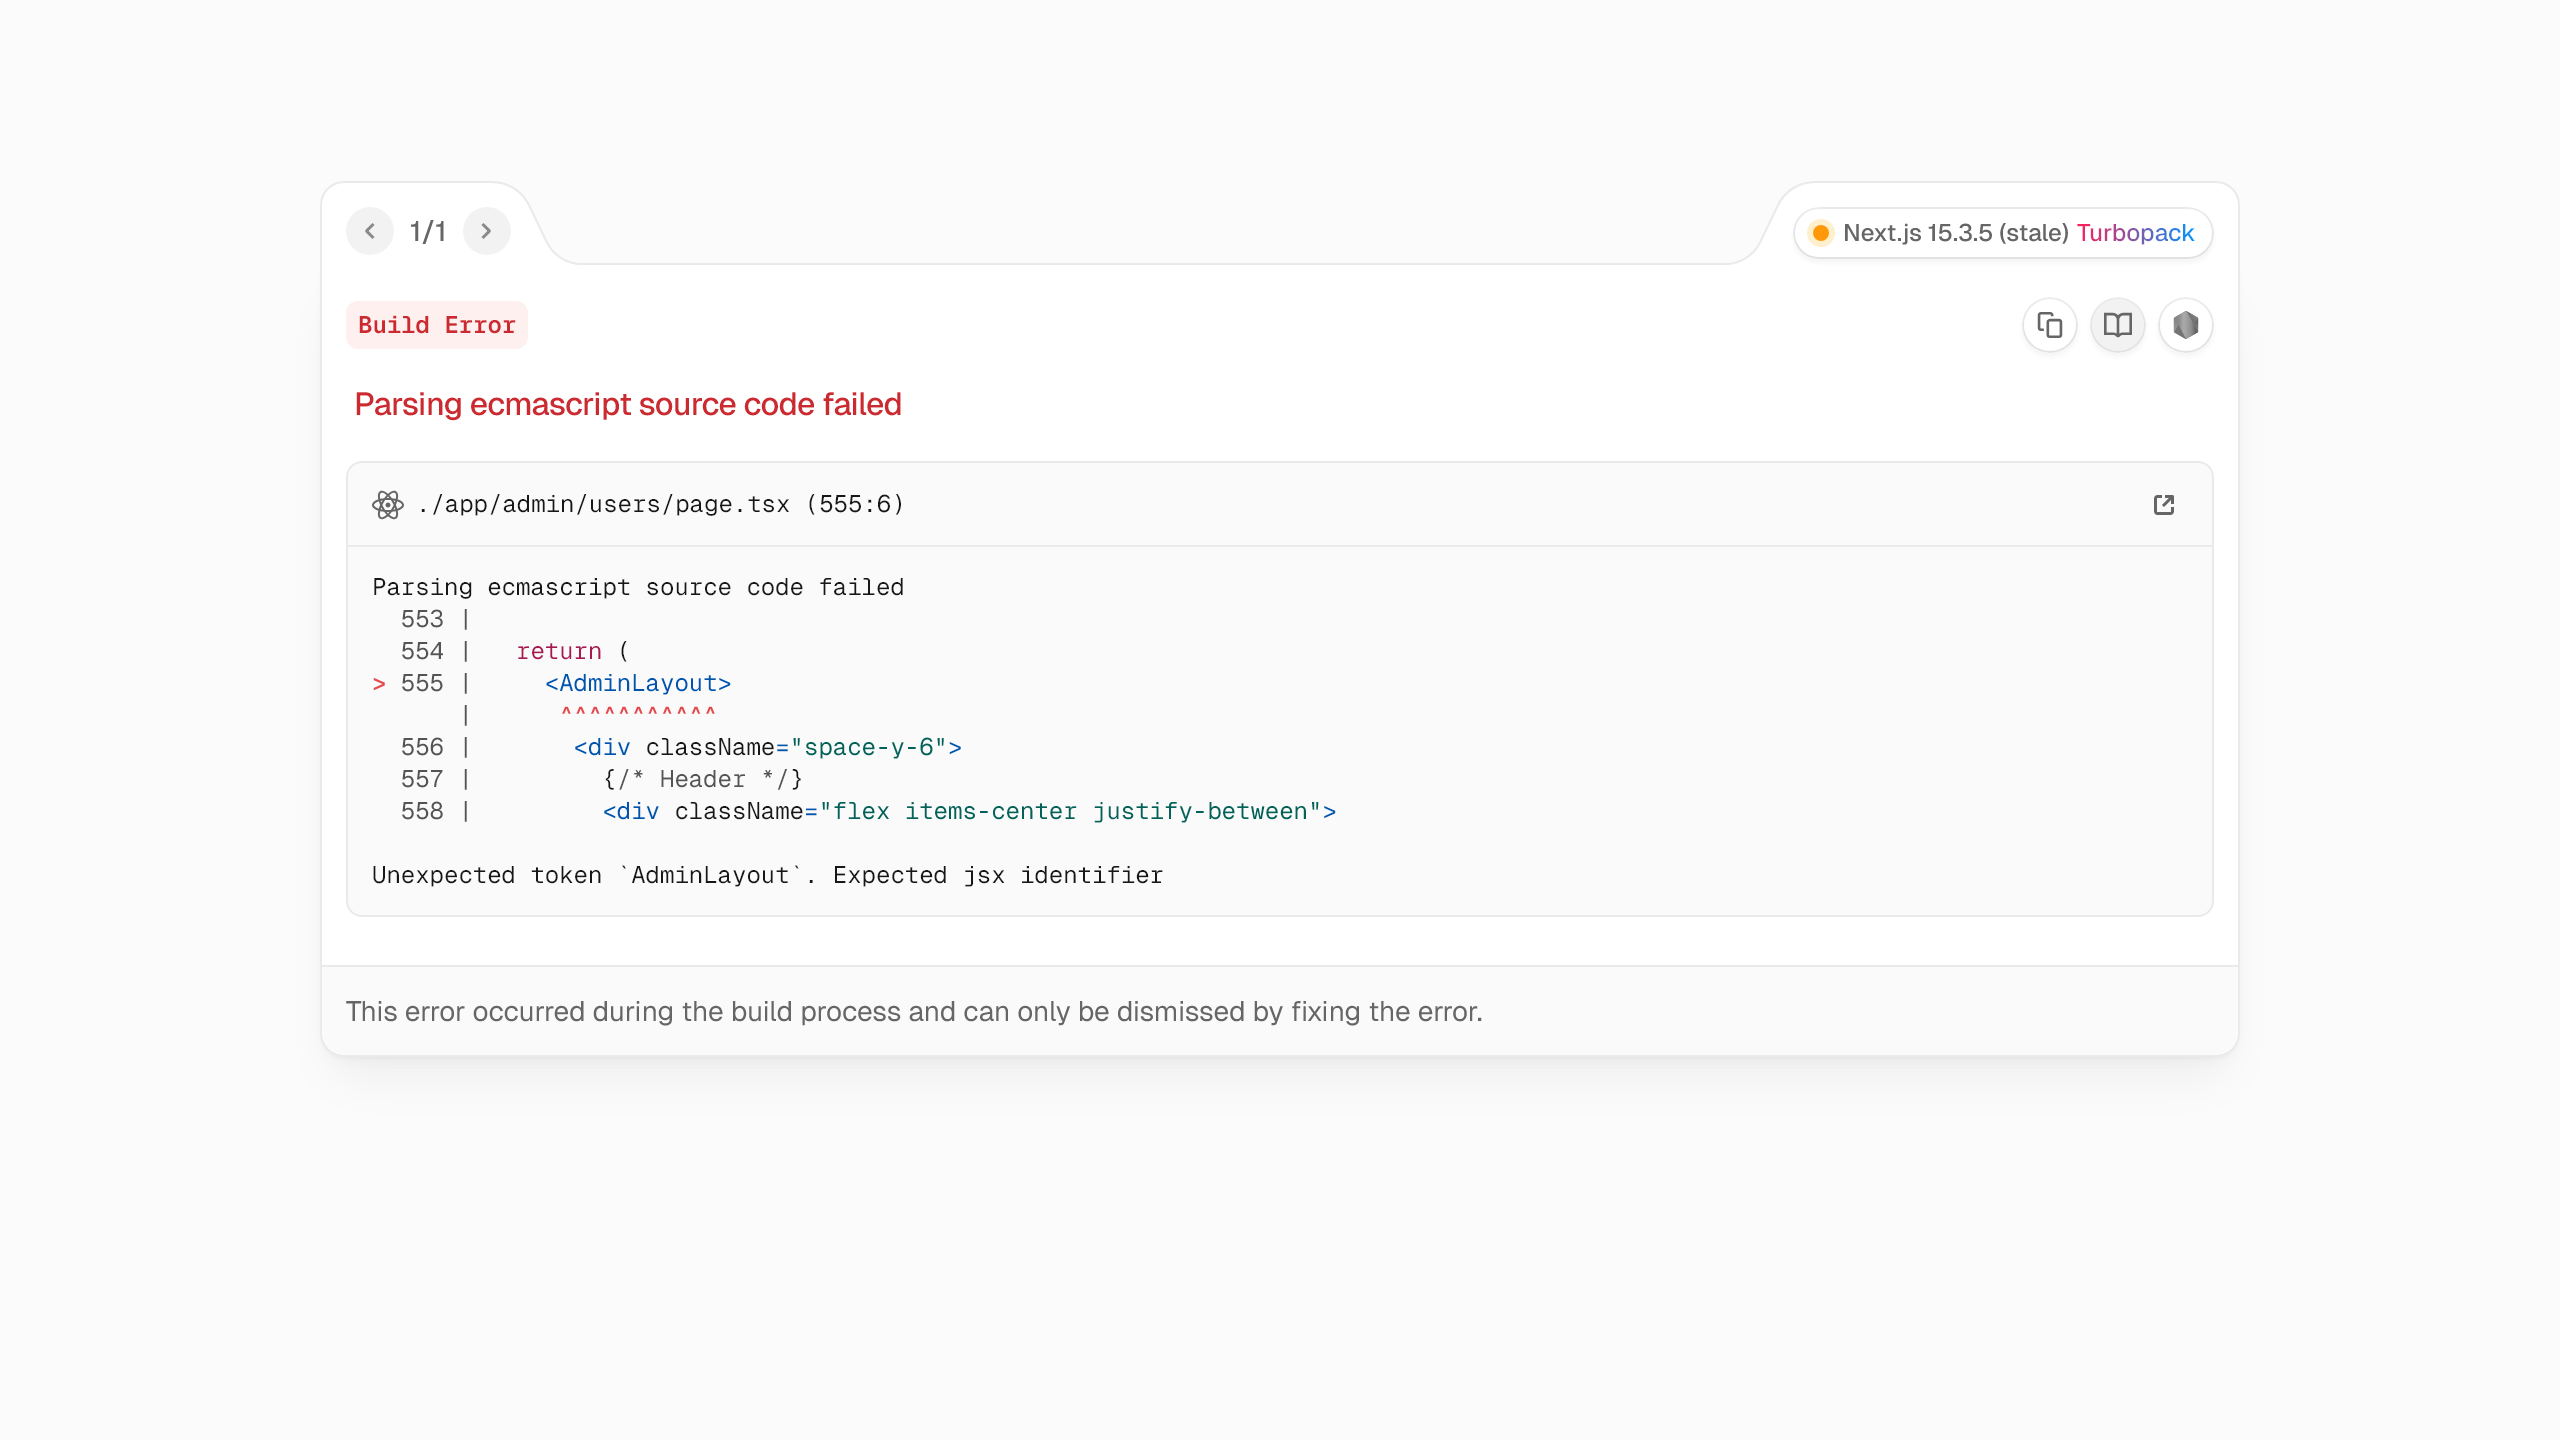 1/1
Next.js 15.3.5 (stale) Turbopack
Build Error
Parsing ecmascript source code failed
./app/admin/users/page.tsx (555:6)
Parsing ecmascript source code failed
  553 |
  554 |   return (
> 555 |     <AdminLayout>
      |      ^^^^^^^^^^^
  556 |       <div className="space-y-6">
  557 |         {/* Header */}
  558 |         <div className="flex items-center justify-between">
Unexpected token `AdminLayout`. Expected jsx identifier
This error occurred during the build process and can only be dismissed by fixing the error.